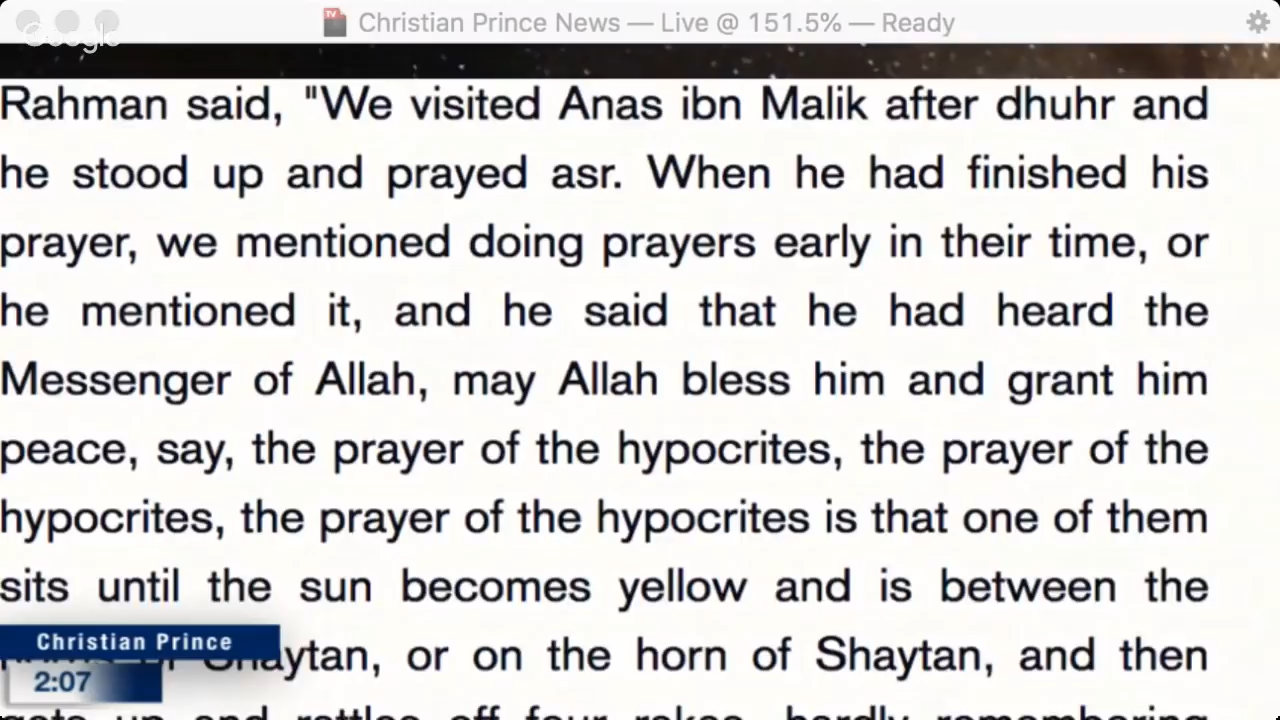 Christian Prince News — Live @ 151.5% — Ready
Google
Rahman said, "We visited Anas ibn Malik after dhuhr and
he stood up and prayed asr. When he had finished his
prayer, we mentioned doing prayers early in their time, or
he mentioned it, and he said that he had heard the
Messenger of Allah, may Allah bless him and grant him
peace, say, the prayer of the hypocrites, the prayer of the
hypocrites, the prayer of the hypocrites is that one of them
sits until the sun becomes yellow and is between the
Shaytan, or on the horn of Shaytan, and then
Christian Prince
2:07